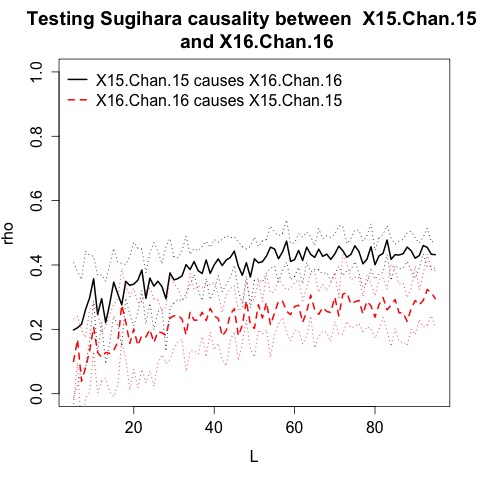 Testing Sugihara causality between  X15.Chan.15
and X16.Chan.16
X15.Chan.15 causes X16.Chan.16
X16.Chan.16 causes X15.Chan.15
rho
1.0
0.8
0.6
0.4
0.2
0.0
20 40 60 80
L